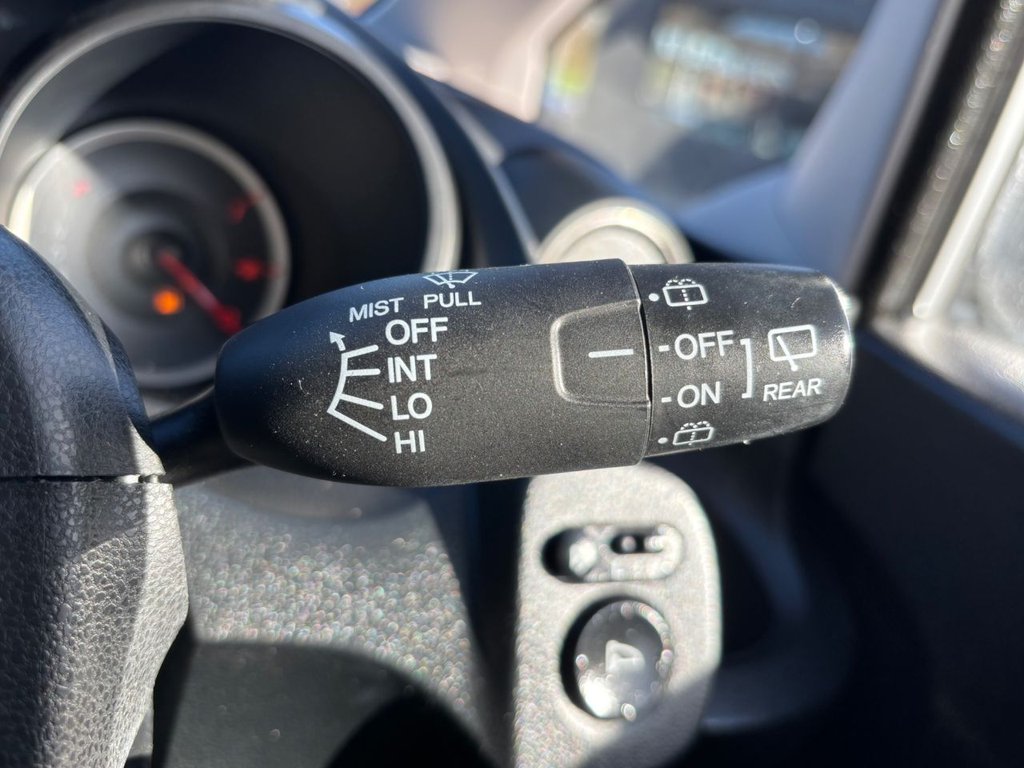 MIST PULL
OFF
INT
LO
HI
OFF
ON
REAR